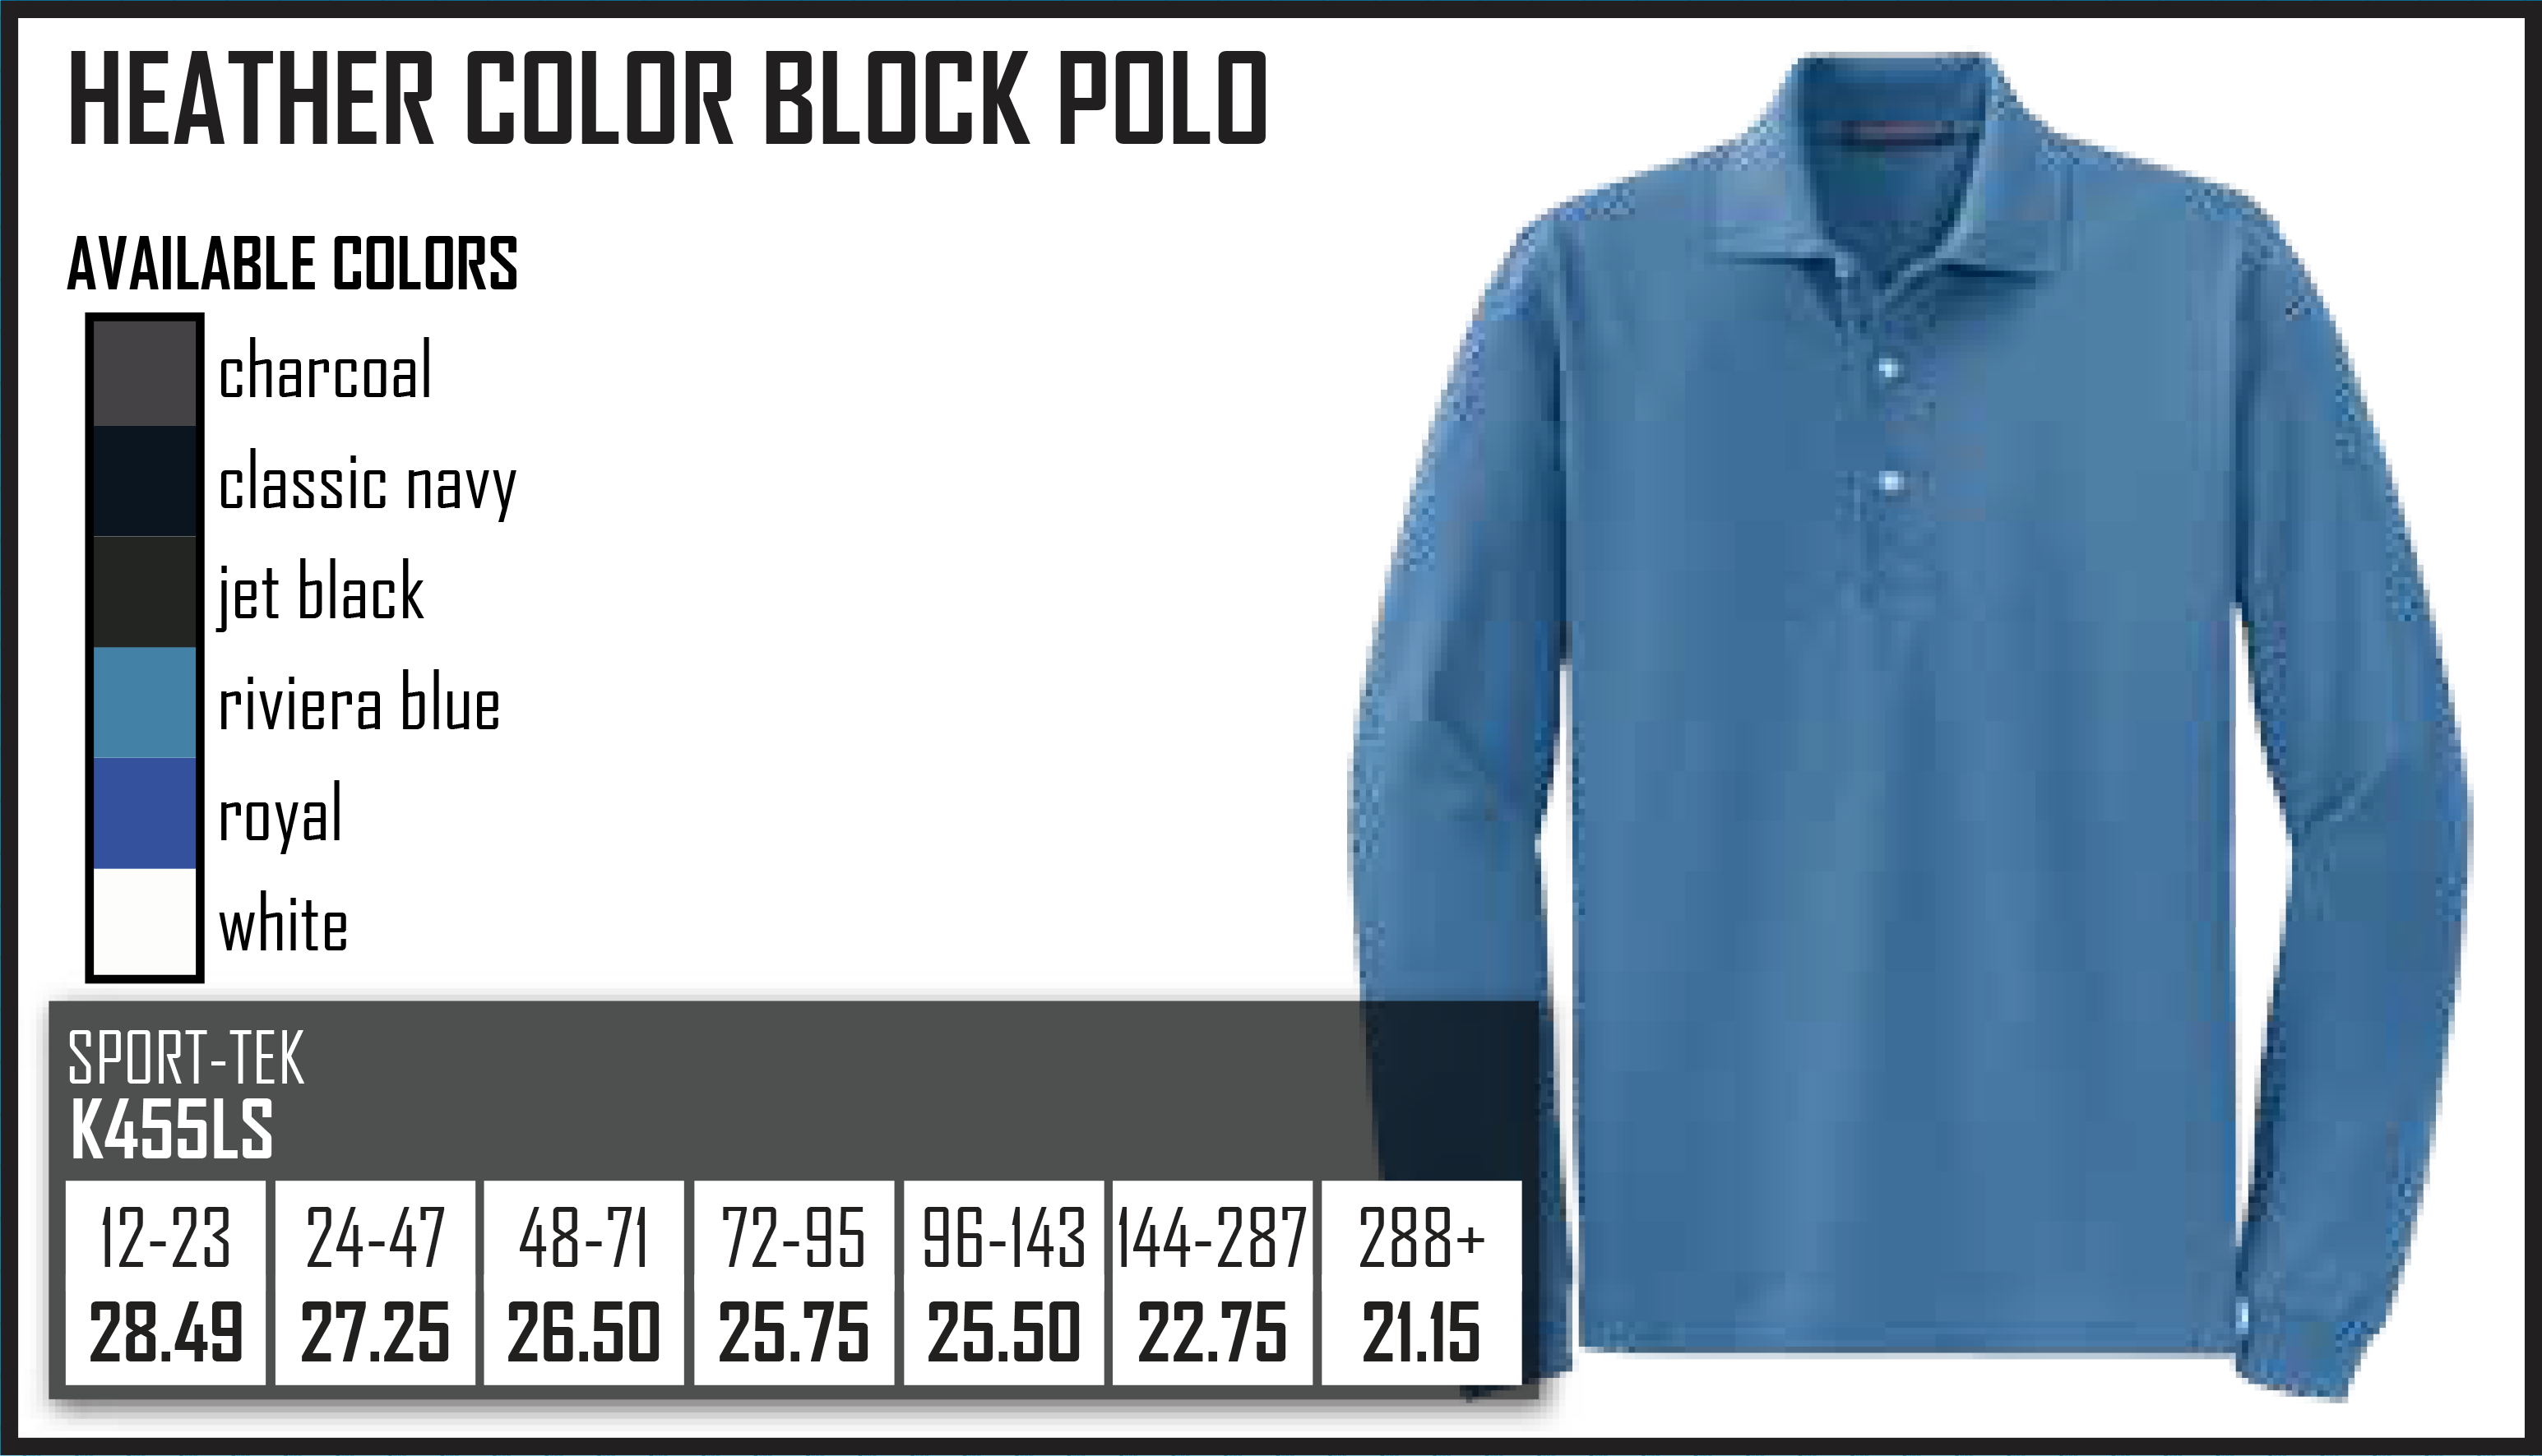 HEATHER COLOR BLOCK POLO
AVAILABLE COLORS
charcoal
classic navy
jet black
riviera blue
royal
white
SPORT-TEK
K455LS
12-23 24-47 48-71 72-95 96-143 144-287 288+
28.49 27.25 26.50 25.75 25.50 22.75 21.15